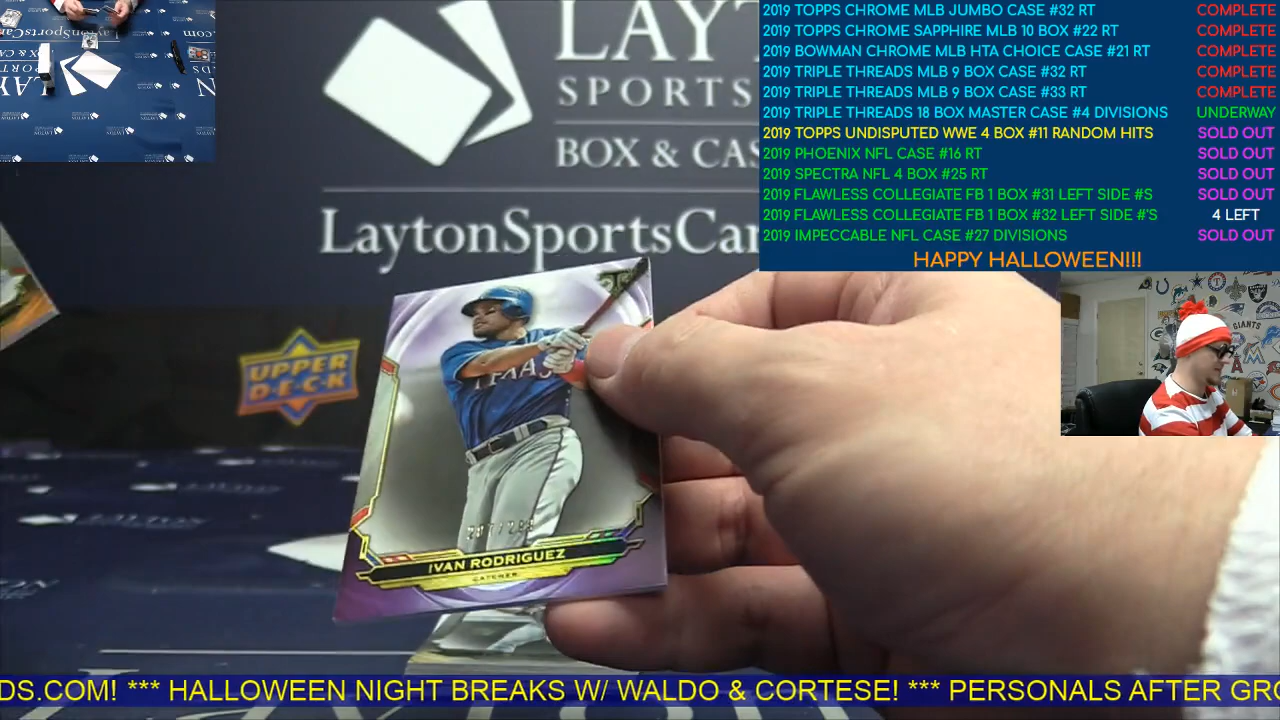 2019 TOPPS CHROME MLB JUMBO CASE #32 RT COMPLETE
2019 TOPPS CHROME SAPPHIRE MLB 10 BOX #22 RT COMPLETE
2019 BOWMAN CHROME MLB HTA CHOICE CASE #21 RT COMPLETE
2019 TRIPLE THREADS MLB 9 BOX CASE #32 RT COMPLETE
2019 TRIPLE THREADS MLB 9 BOX CASE #33 RT COMPLETE
2019 TRIPLE THREADS 18 BOX MASTER CASE #4 DIVISIONS UNDERWAY
2019 TOPPS UNDISPUTED WWE 4 BOX #11 RANDOM HITS SOLD OUT
2019 PHOENIX NFL CASE #16 RT SOLD OUT
2019 SPECTRA NFL 4 BOX #25 RT SOLD OUT
2019 FLAWLESS COLLEGIATE FB 1 BOX #31 LEFT SIDE #S SOLD OUT
2019 FLAWLESS COLLEGIATE FB 1 BOX #32 LEFT SIDE #'S 4 LEFT
2019 IMPECCABLE NFL CASE #27 DIVISIONS SOLD OUT
HAPPY HALLOWEEN!!!
LAYT
SPORTS
BOX & CAS
LaytonSportsCar
UPPER
DECK
GIANTS
TEXAS
IVAN RODRIGUEZ
CATCHER
DS.COM! *** HALLOWEEN NIGHT BREAKS W/ WALDO & CORTESE! *** PERSONALS AFTER GRO